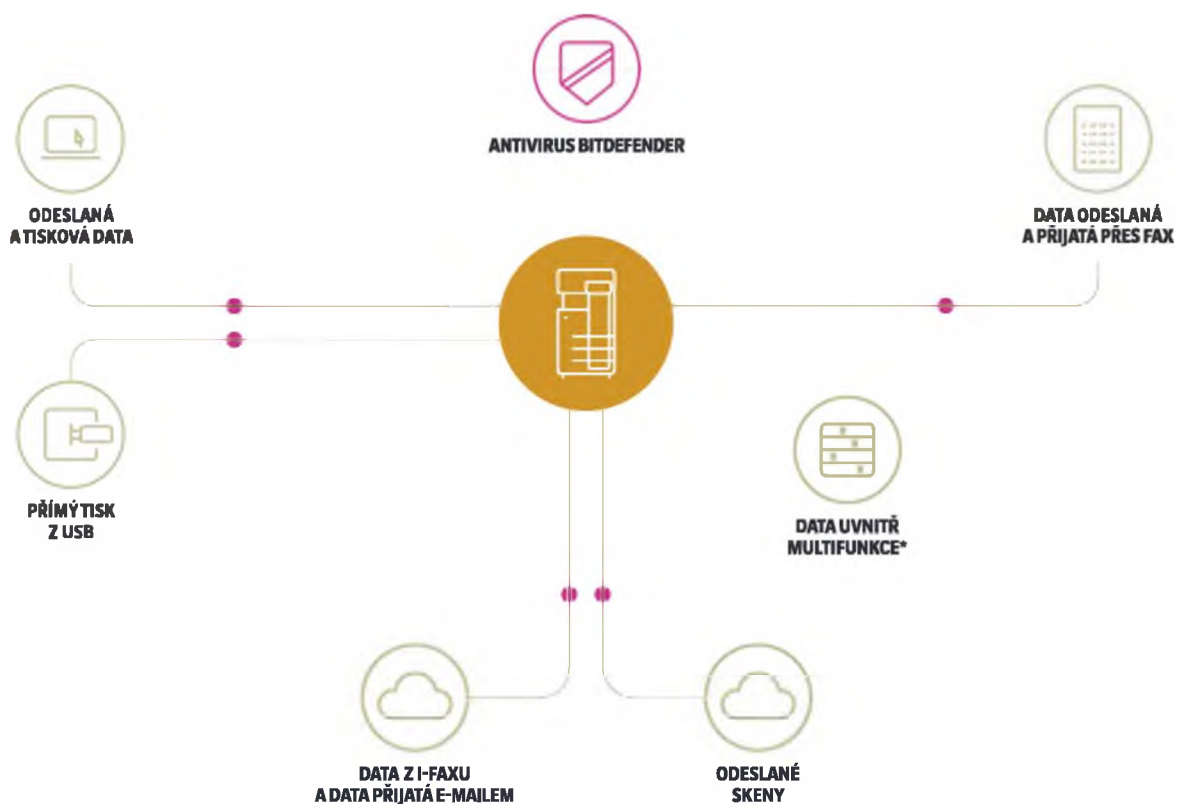 ANTIVIRUS BITDEFENDER
ODESLANÁ
A TISKOVÁ DATA
DATA ODESLANÁ
A PŘIJATÁ PŘES FAX
PŘÍMÝ TISK
Z USB
DATA UVNITŘ
MULTIFUNKCE*
DATA Z I-FAXU
A DATA PŘIJATÁ E-MAILEM
ODESLANÉ
SKENY